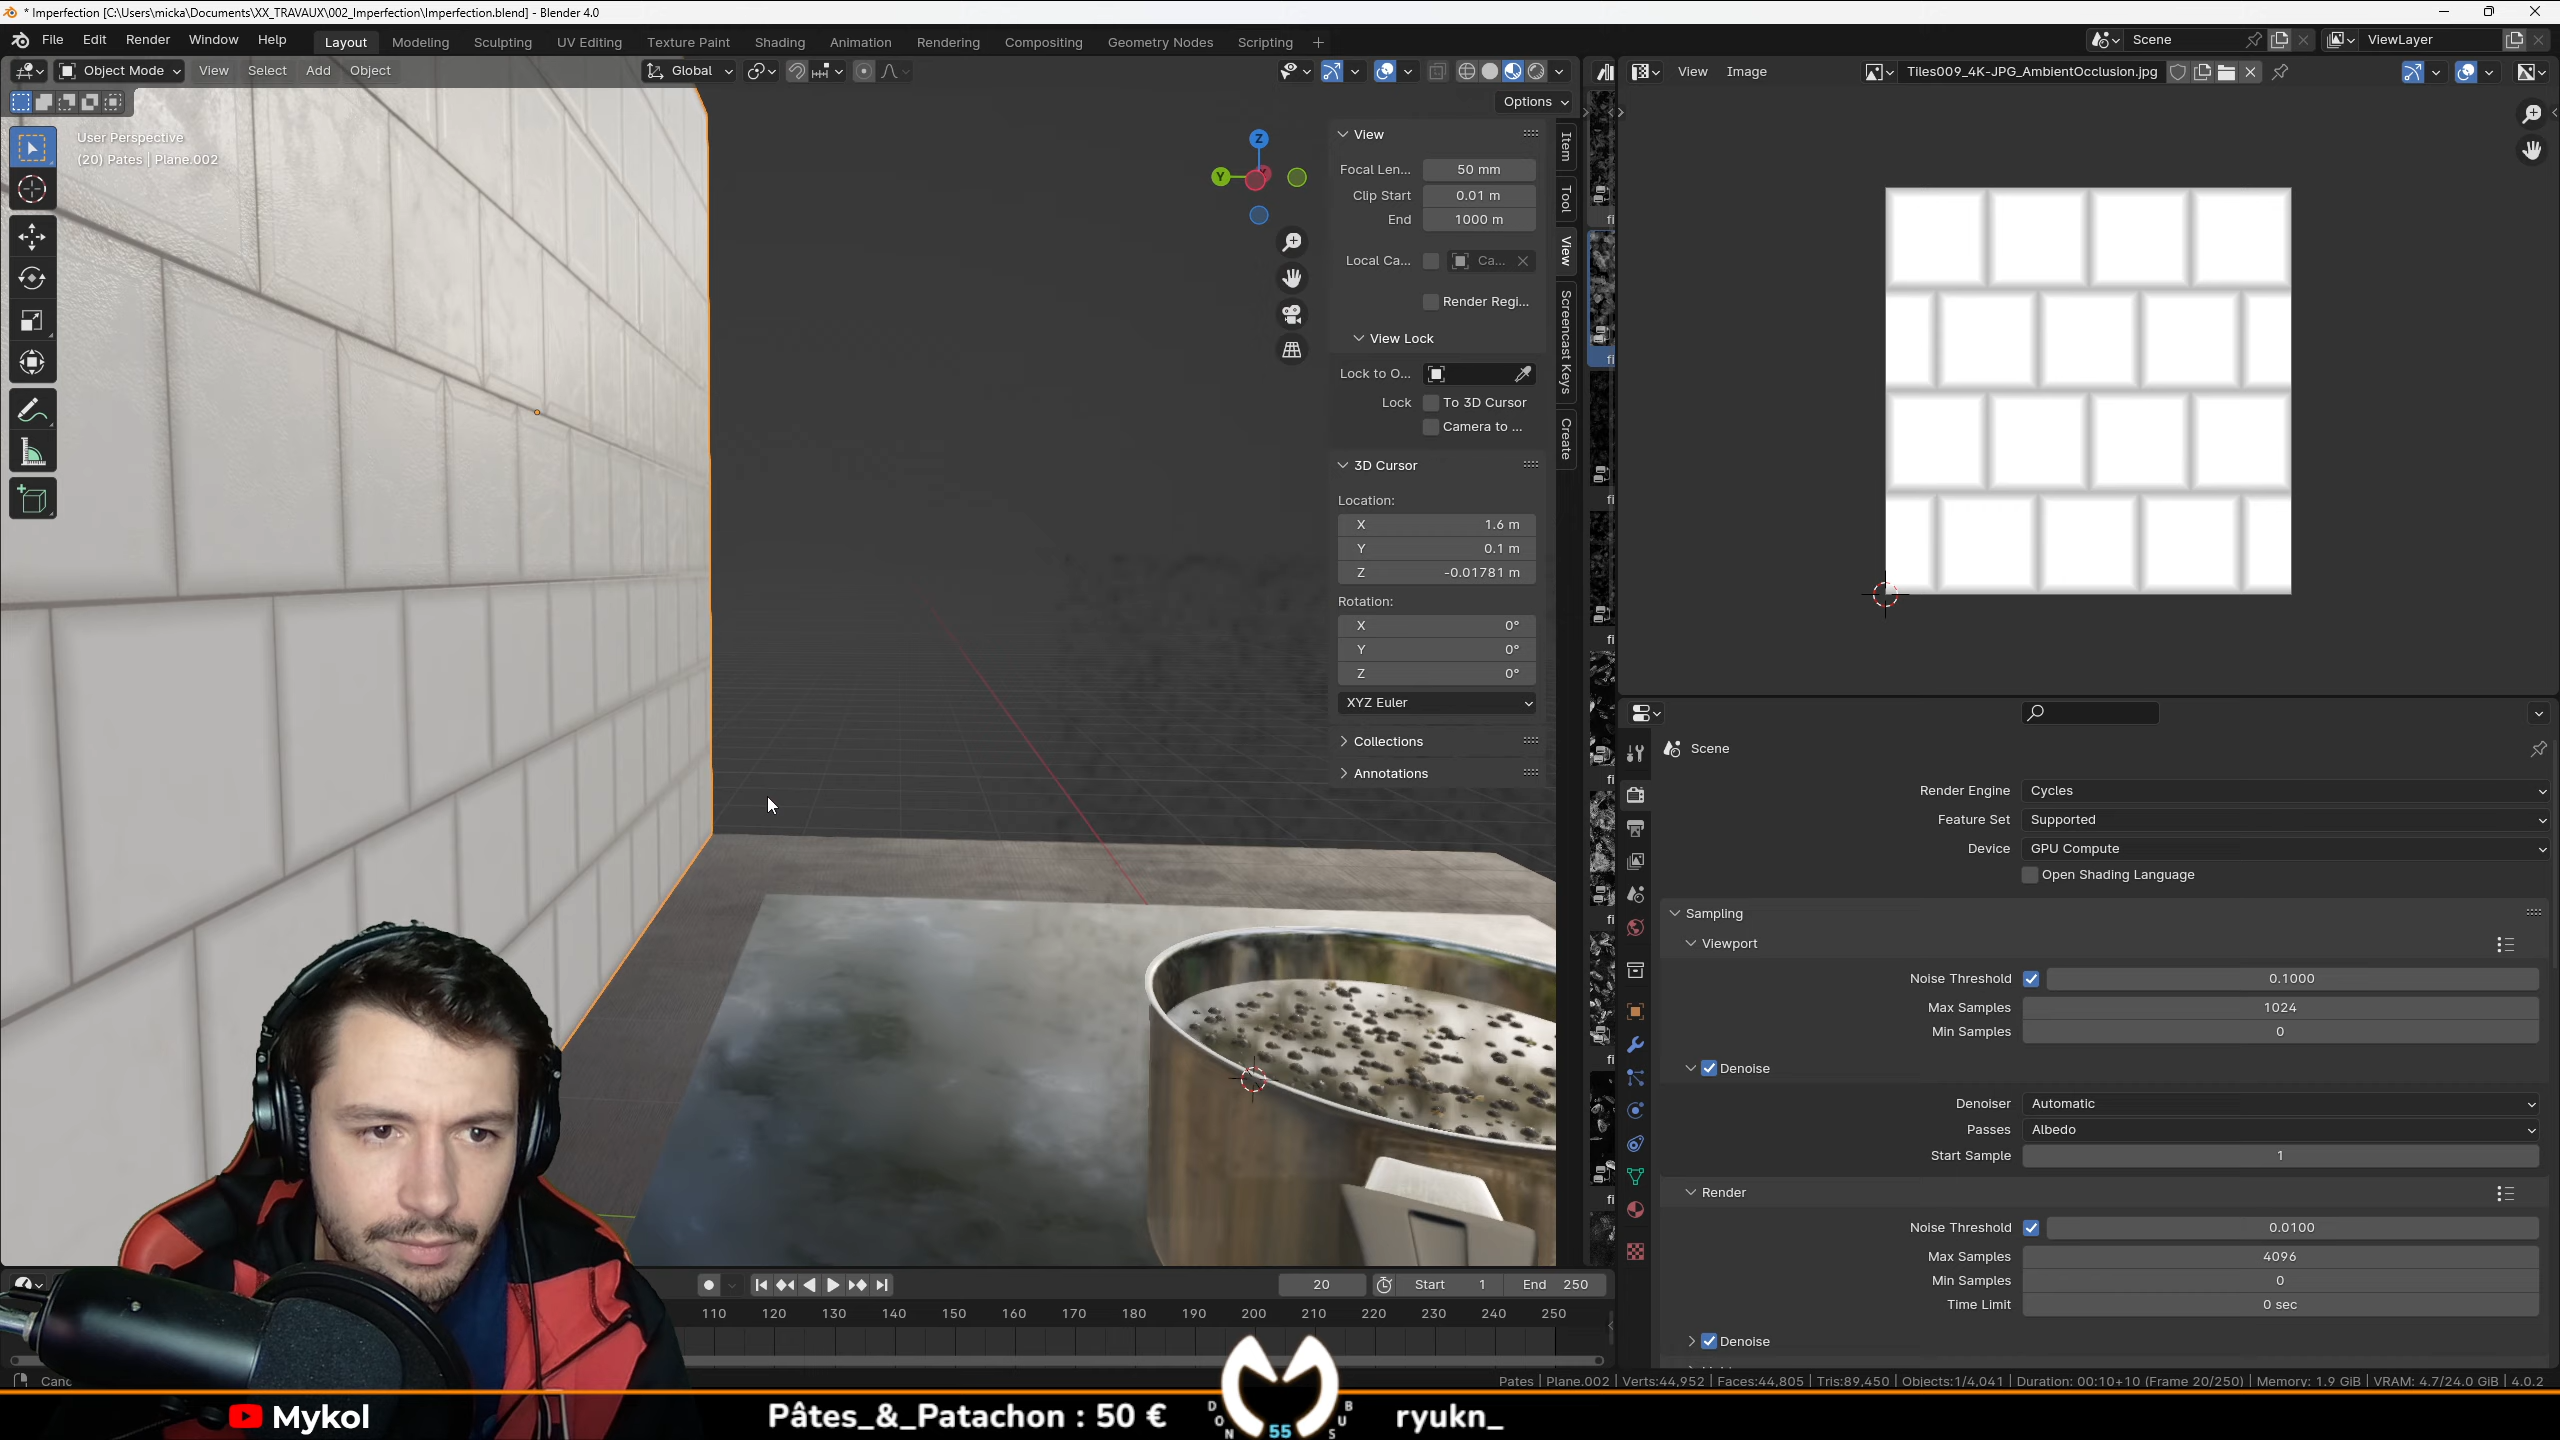 * Imperfection [C:\Users\micka\Documents\XX_TRAVAUX\002_Imperfection\Imperfection.blend] - Blender 4.0
File Edit Render Window Help Layout Modeling Sculpting UV Editing Texture Paint Shading Animation Rendering Compositing Geometry Nodes Scripting + Scene ViewLayer
Object Mode View Select Add Object Global
View Image Tiles009_4K-JPG_AmbientOcclusion.jpg
Options
User Perspective
(20) Pates | Plane.002
Z
Y
View
Focal Len... 50 mm
Clip Start 0.01 m
End 1000 m
Local Ca... Ca...
Render Regi...
View Lock
Lock to O...
Lock To 3D Cursor
Camera to ...
3D Cursor
Location:
X 1.6 m
Y 0.1 m
Z -0.01781 m
Rotation:
X 0°
Y 0°
Z 0°
XYZ Euler
Collections
Annotations
Item
Tool
View
Screencast Keys
Create
fi
fi
fi
fi
fi
fi
fi
fi
Scene
Render Engine Cycles
Feature Set Supported
Device GPU Compute
Open Shading Language
Sampling
Viewport
Noise Threshold 0.1000
Max Samples 1024
Min Samples 0
Denoise
Denoiser Automatic
Passes Albedo
Start Sample 1
Render
Noise Threshold 0.0100
Max Samples 4096
Min Samples 0
Time Limit 0 sec
Denoise
20 Start 1 End 250
110 120 130 140 150 160 170 180 190 200 210 220 230 240 250
Canc
Pates | Plane.002 | Verts:44,952 | Faces:44,805 | Tris:89,450 | Objects:1/4,041 | Duration: 00:10+10 (Frame 20/250) | Memory: 1.9 GiB | VRAM: 4.7/24.0 GiB | 4.0.2
Mykol
Pâtes_&_Patachon : 50 €
DON
55
BUS
ryukn_